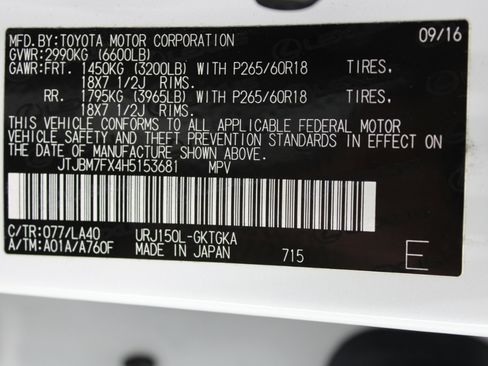 MFD.BY:TOYOTA MOTOR CORPORATION 09/16
GVWR:2990KG (6600LB)
GAWR:FRT. 1450KG (3200LB) WITH P265/60R18 TIRES,
18X7 1/2J RIMS.
RR. 1795KG (3965LB) WITH P265/60R18 TIRES,
18X7 1/2J RIMS.
THIS VEHICLE CONFORMS TO ALL APPLICABLE FEDERAL MOTOR
VEHICLE SAFETY AND THEFT PREVENTION STANDARDS IN EFFECT ON
THE DATE OF MANUFACTURE SHOWN ABOVE.
JTJBM7FX4H5153681 MPV
C/TR:077/LA40 URJ150L-GKTGKA
A/TM:A01A/A760F MADE IN JAPAN 715 E